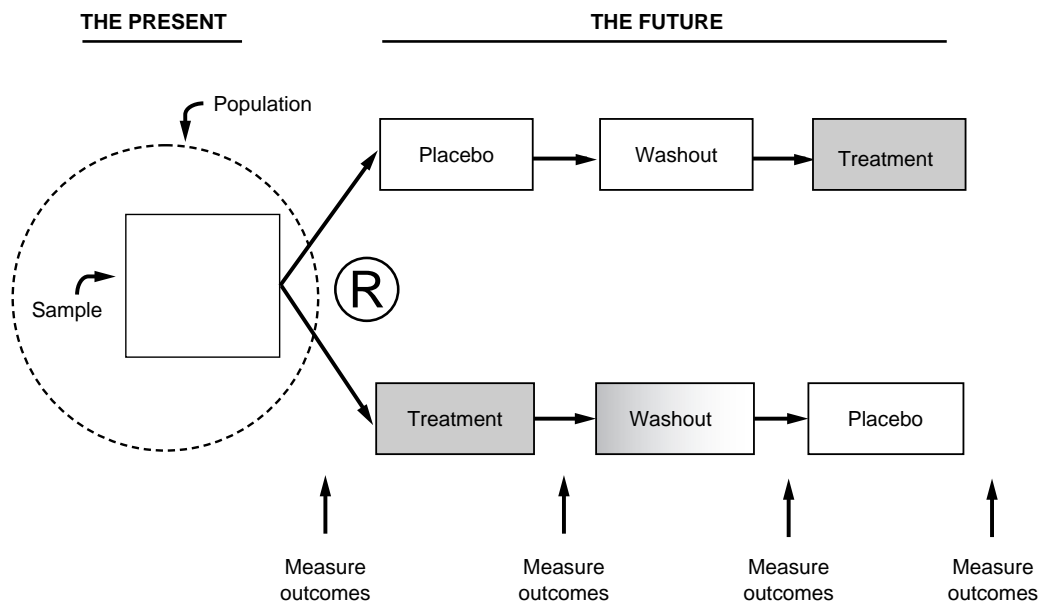 THE PRESENT
THE FUTURE
Population
Sample
R
Placebo
Washout
Treatment
Treatment
Washout
Placebo
Measure
outcomes
Measure
outcomes
Measure
outcomes
Measure
outcomes